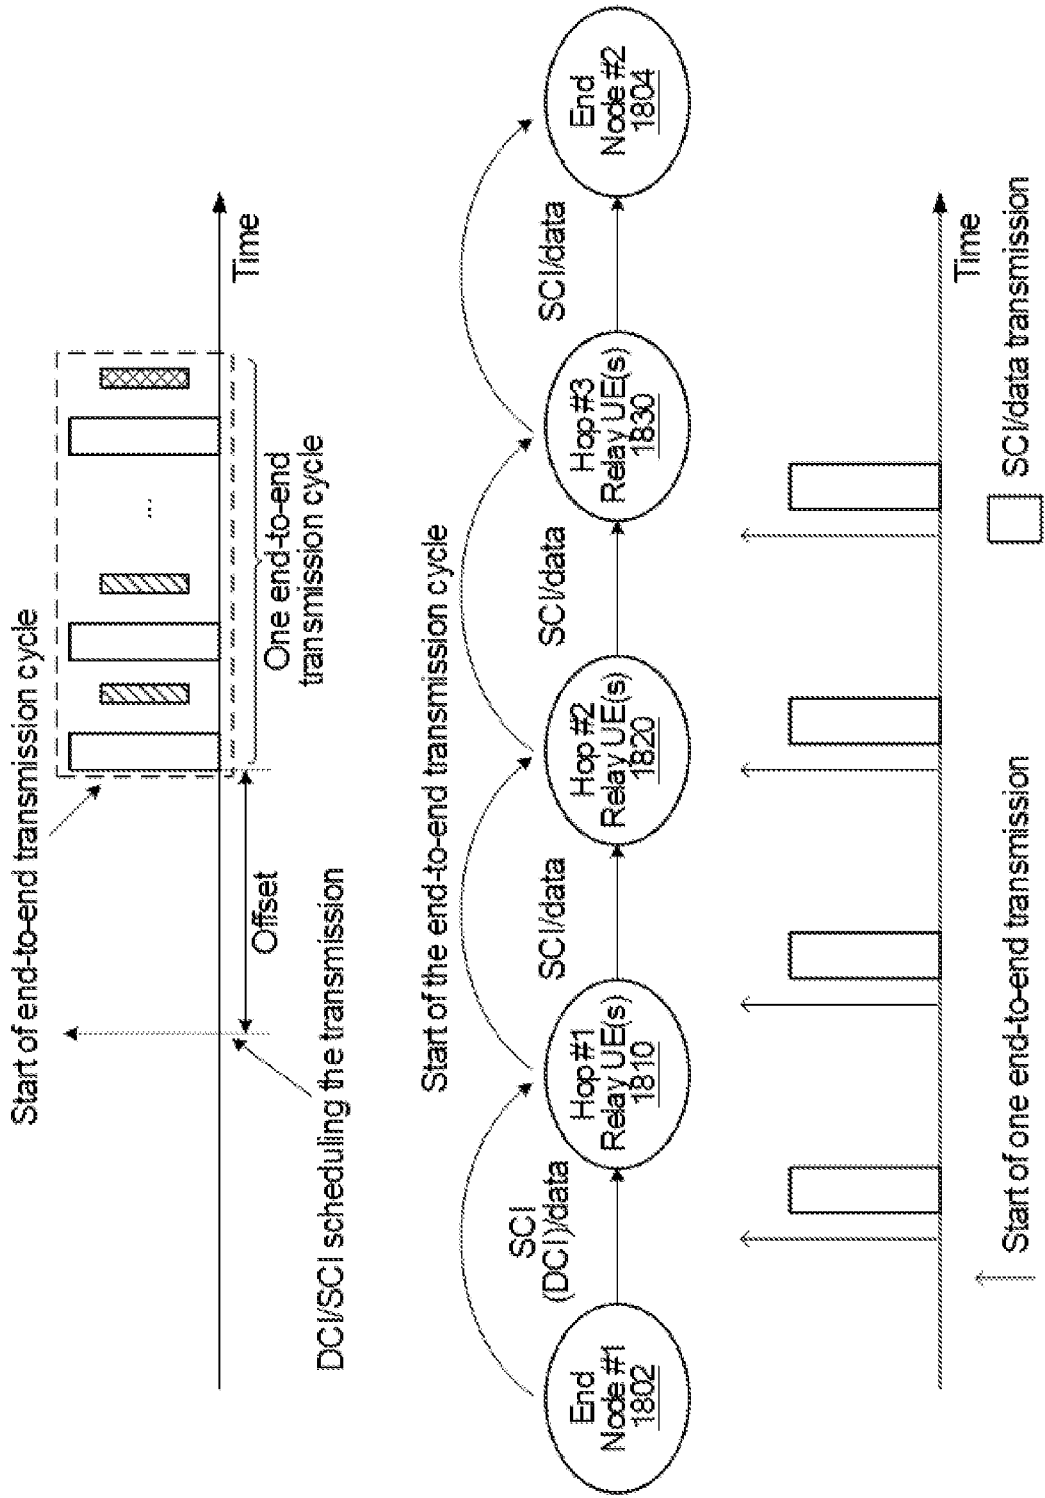 Start of end-to-end transmission cycle
...
Time
Offset
One end-to-end
transmission cycle
DCI/SCI scheduling the transmission
Start of the end-to-end transmission cycle
SCI
(DCI)/data
SCI/data
SCI/data
SCI/data
End
Node #1
1802
Hop #1
Relay UE(s)
1810
Hop #2
Relay UE(s)
1820
Hop #3
Relay UE(s)
1830
End
Node #2
1804
Time
Start of one end-to-end transmission
SCI/data transmission